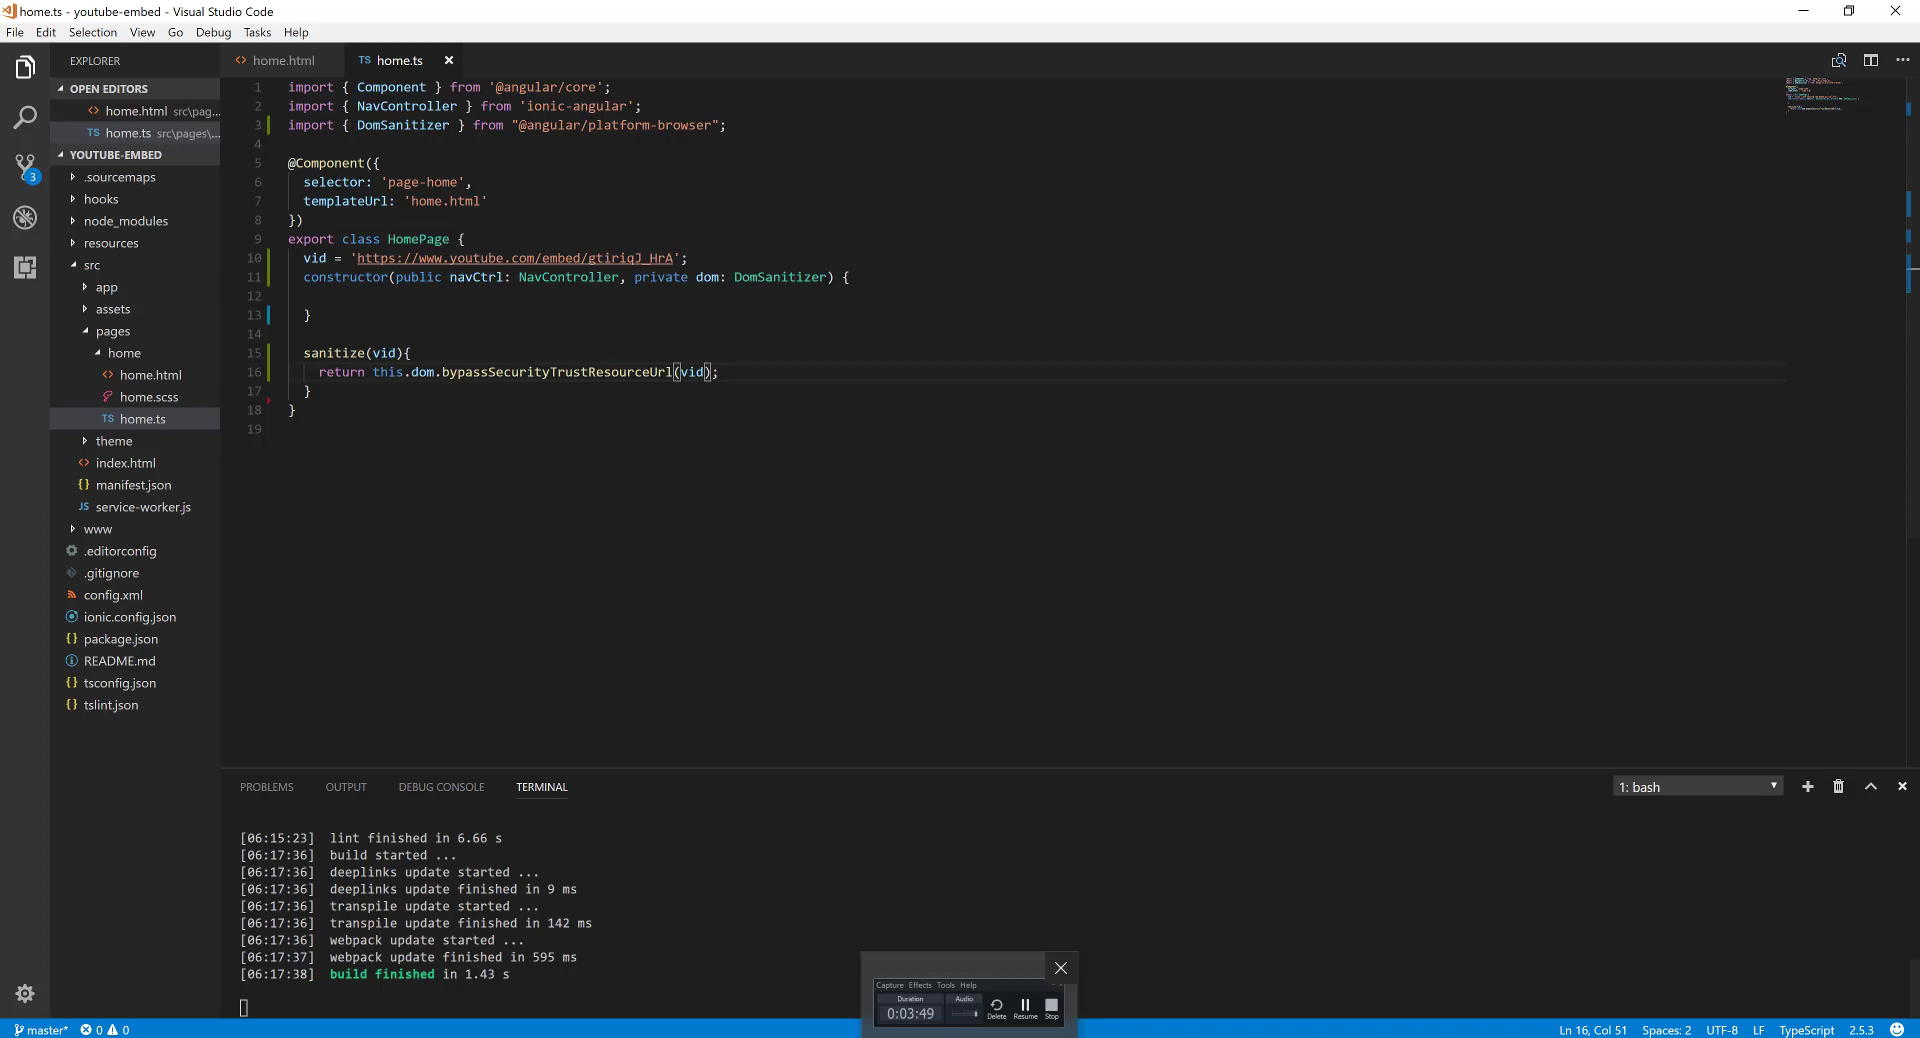 home.ts - youtube-embed - Visual Studio Code
File Edit Selection View Go Debug Tasks Help
EXPLORER
OPEN EDITORS
home.html src\pag...
home.ts src\pages\...
YOUTUBE-EMBED
.sourcemaps
hooks
node_modules
resources
src
app
assets
pages
home
home.html
home.scss
home.ts
theme
index.html
manifest.json
service-worker.js
www
.editorconfig
.gitignore
config.xml
ionic.config.json
package.json
README.md
tsconfig.json
tslint.json
3
home.html
TS home.ts
1 import { Component } from '@angular/core';
2 import { NavController } from 'ionic-angular';
3 import { DomSanitizer } from "@angular/platform-browser";
4
5 @Component({
6 selector: 'page-home',
7 templateUrl: 'home.html'
8 })
9 export class HomePage {
10 vid = 'https://www.youtube.com/embed/gtiriqJ_HrA';
11 constructor(public navCtrl: NavController, private dom: DomSanitizer) {
12
13 }
14
15 sanitize(vid){
16 return this.dom.bypassSecurityTrustResourceUrl(vid);
17 }
18 }
19
PROBLEMS OUTPUT DEBUG CONSOLE TERMINAL
1: bash
[06:15:23] lint finished in 6.66 s
[06:17:36] build started ...
[06:17:36] deeplinks update started ...
[06:17:36] deeplinks update finished in 9 ms
[06:17:36] transpile update started ...
[06:17:36] transpile update finished in 142 ms
[06:17:36] webpack update started ...
[06:17:37] webpack update finished in 595 ms
[06:17:38] build finished in 1.43 s
Capture Effects Tools Help
Duration Audio
0:03:49 Delete Resume Stop
master* 0 0
Ln 16, Col 51 Spaces: 2 UTF-8 LF TypeScript 2.5.3